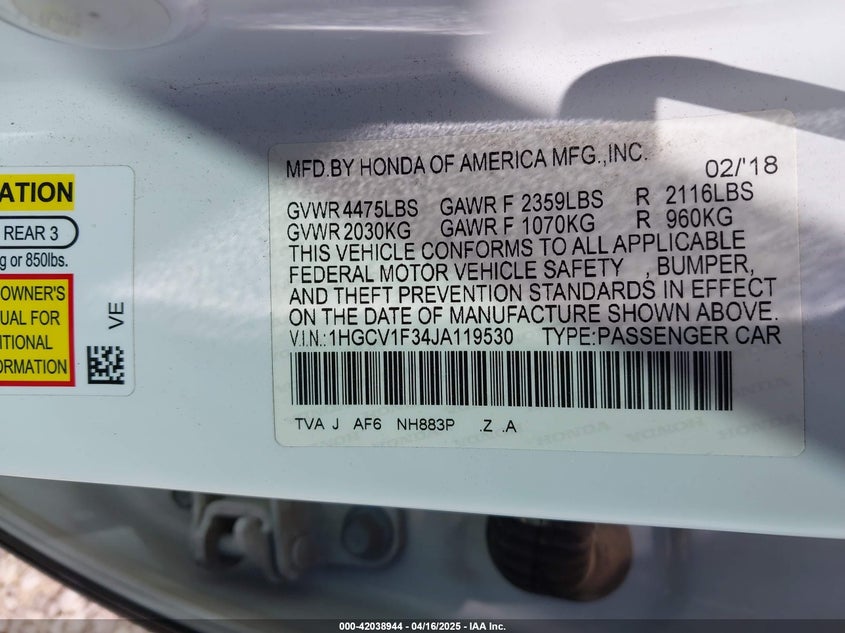 ATION
REAR 3
g or 850lbs.
OWNER'S
UAL FOR
ITIONAL
ORMATION
VE
MFD.BY HONDA OF AMERICA MFG.,INC. 02/'18
GVWR 4475LBS GAWR F 2359LBS R 2116LBS
GVWR 2030KG GAWR F 1070KG R 960KG
THIS VEHICLE CONFORMS TO ALL APPLICABLE
FEDERAL MOTOR VEHICLE SAFETY , BUMPER,
AND THEFT PREVENTION STANDARDS IN EFFECT
ON THE DATE OF MANUFACTURE SHOWN ABOVE.
V.I.N.: 1HGCV1F34JA119530 TYPE:PASSENGER CAR
TVA J AF6 NH883P .Z .A
HONDA HONDA HONDA
000-42038944 - 04/16/2025 - IAA Inc.